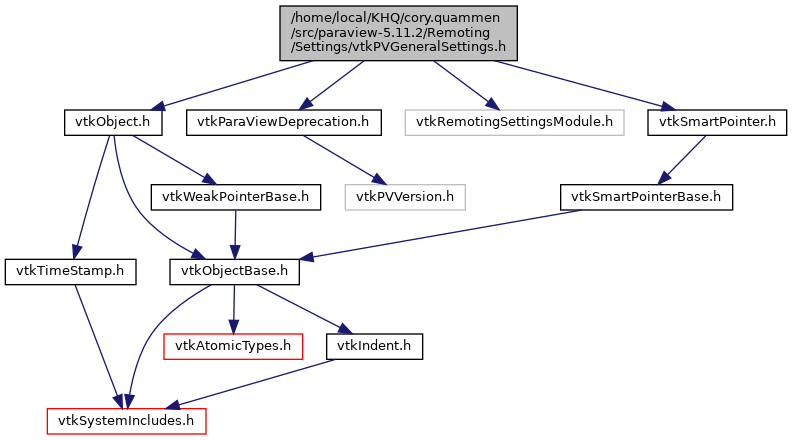 /home/local/KHQ/cory.quammen
/src/paraview-5.11.2/Remoting
/Settings/vtkPVGeneralSettings.h
vtkObject.h
vtkParaViewDeprecation.h
vtkRemotingSettingsModule.h
vtkSmartPointer.h
vtkWeakPointerBase.h
vtkPVVersion.h
vtkSmartPointerBase.h
vtkTimeStamp.h
vtkObjectBase.h
vtkAtomicTypes.h
vtkIndent.h
vtkSystemIncludes.h